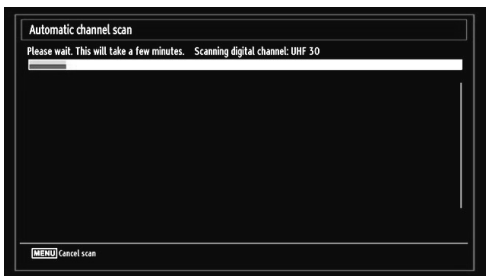 Automatic channel scan
Please wait. This will take a few minutes. Scanning digital channel: UHF 30
MENU Cancel scan